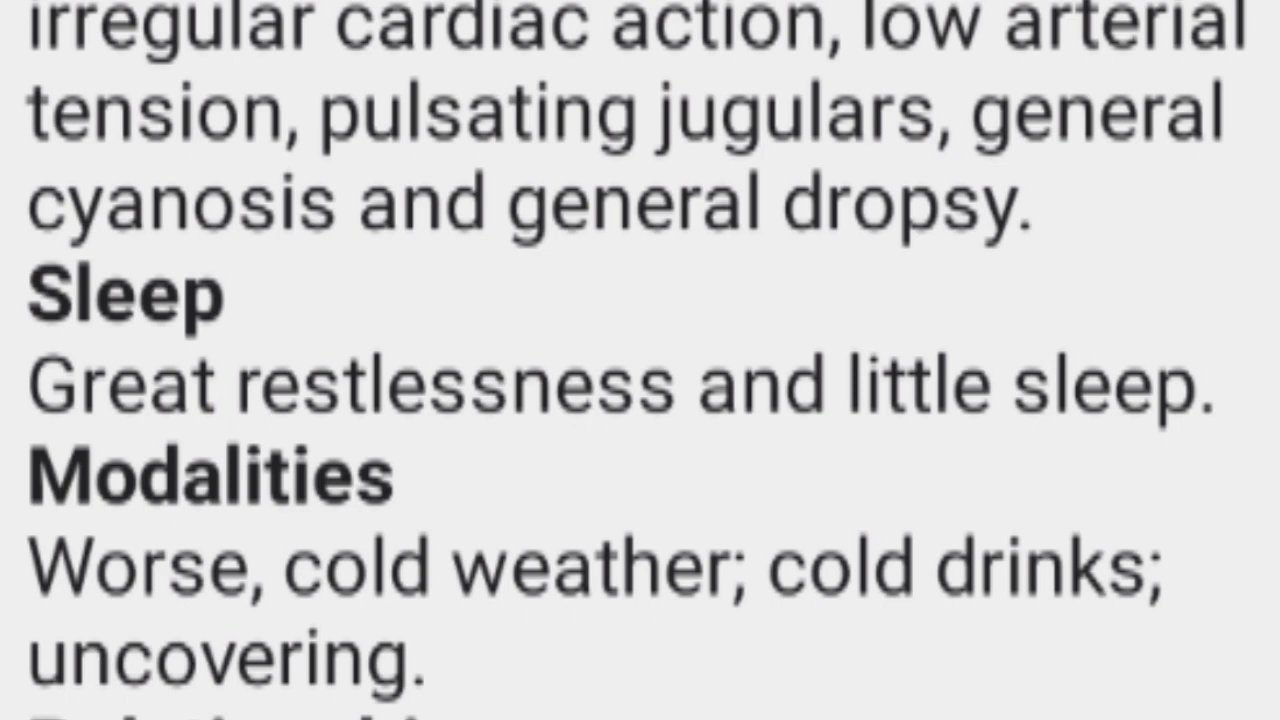 irregular cardiac action, low arterial
tension, pulsating jugulars, general
cyanosis and general dropsy.
Sleep
Great restlessness and little sleep.
Modalities
Worse, cold weather; cold drinks;
uncovering.